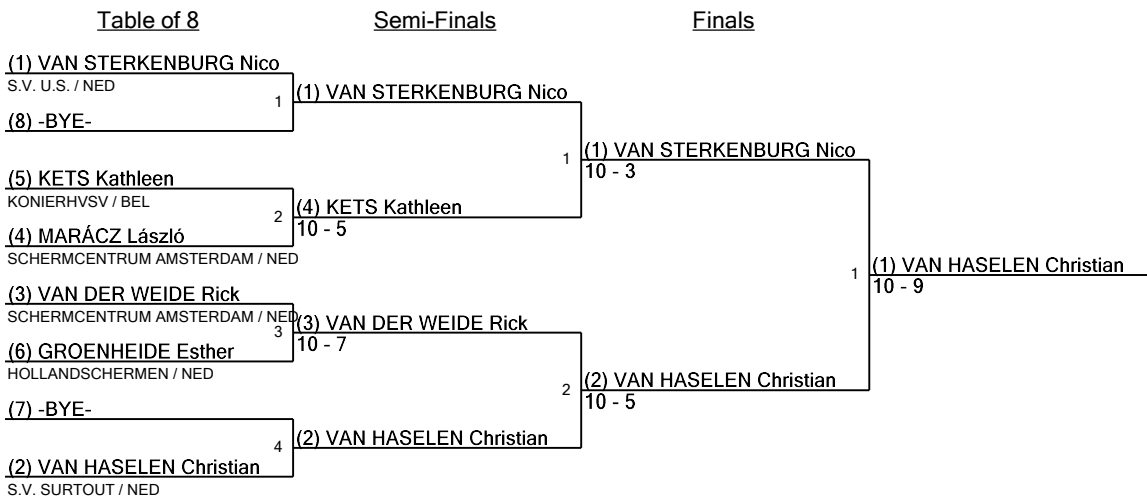 Table of 8
Semi-Finals
Finals
(1) VAN STERKENBURG Nico
S.V. U.S. / NED
1
(8) -BYE-
(1) VAN STERKENBURG Nico
(5) KETS Kathleen
KONIERHVSV / BEL
2
(4) MARÁCZ László
SCHERMCENTRUM AMSTERDAM / NED
(4) KETS Kathleen
10 - 5
1
(1) VAN STERKENBURG Nico
10 - 3
(3) VAN DER WEIDE Rick
SCHERMCENTRUM AMSTERDAM / NED
3
(6) GROENHEIDE Esther
HOLLANDSCHERMEN / NED
(3) VAN DER WEIDE Rick
10 - 7
(7) -BYE-
4
(2) VAN HASELEN Christian
S.V. SURTOUT / NED
(2) VAN HASELEN Christian
2
(2) VAN HASELEN Christian
10 - 5
1
(1) VAN HASELEN Christian
10 - 9